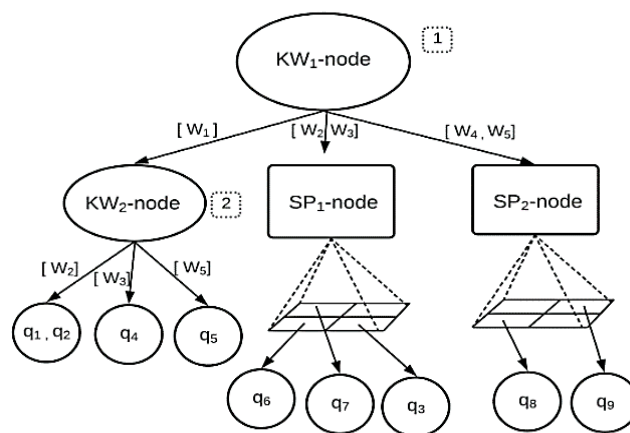 KW₁-node
1
[ W₁]
[ W₂, W₃]
[ W₄ , W₅]
KW₂-node
2
SP₁-node
SP₂-node
[ W₂]
[ W₃]
[ W₅]
q₁ , q₂
q₄
q₅
q₆
q₇
q₃
q₈
q₉